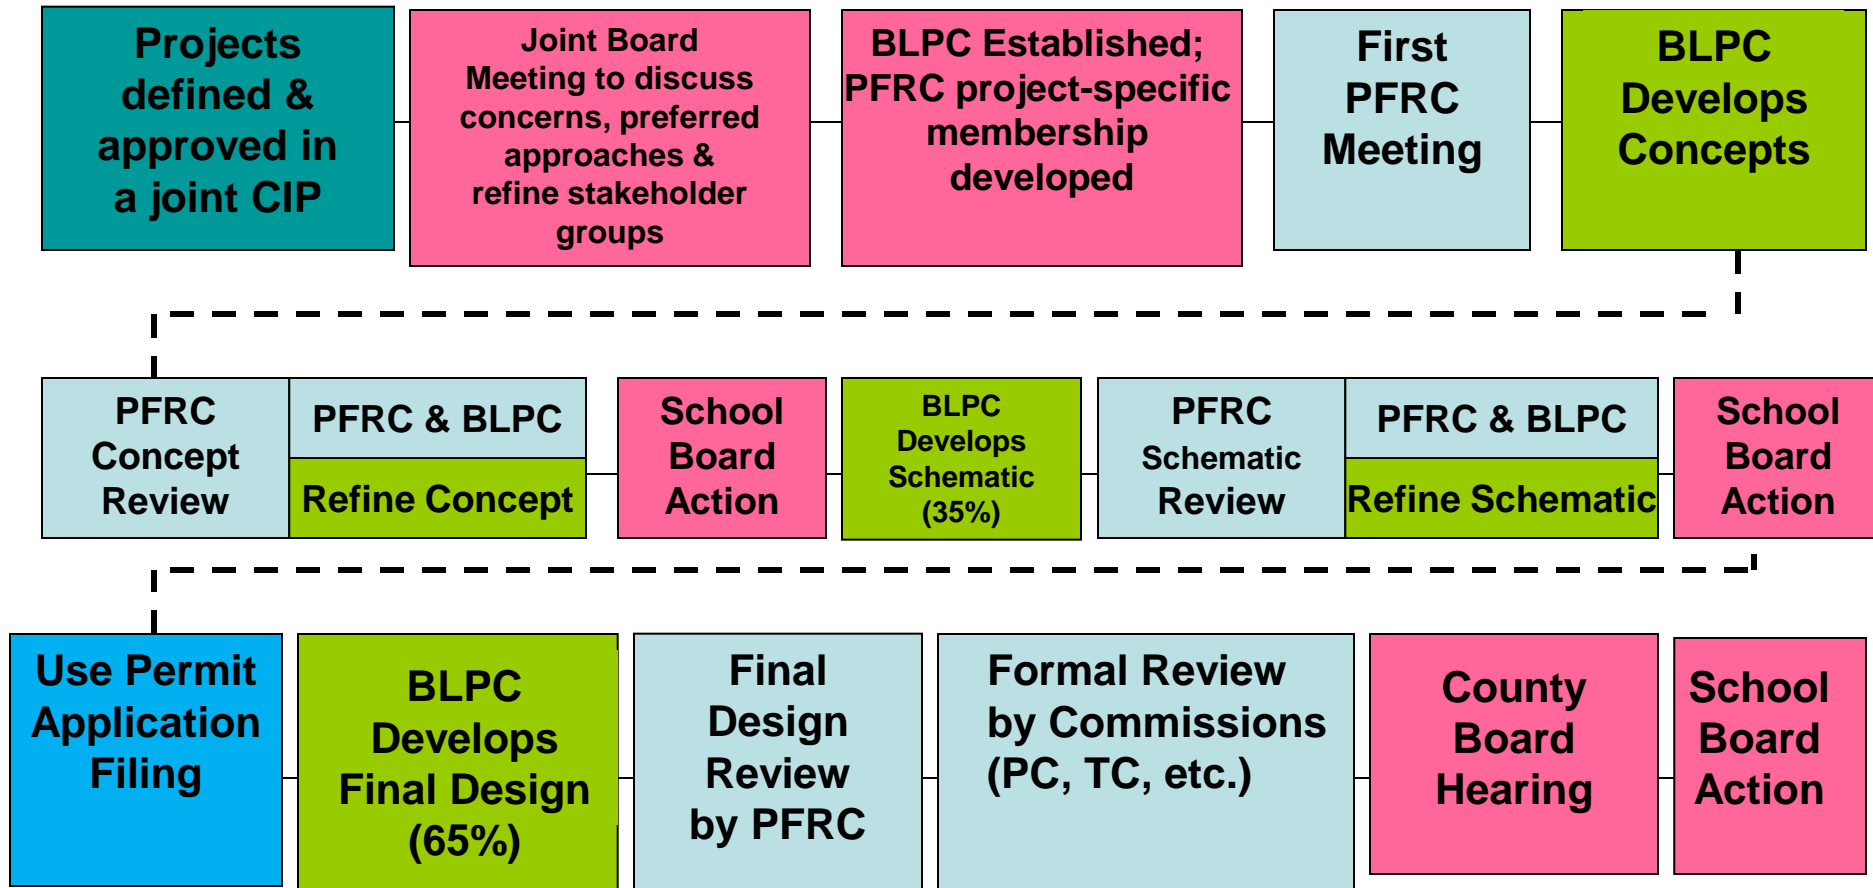 Projects
defined &
approved in
a joint CIP
Joint Board
Meeting to discuss
concerns, preferred
approaches &
refine stakeholder
groups
BLPC Established;
PFRC project-specific
membership
developed
First
PFRC
Meeting
BLPC
Develops
Concepts
PFRC
Concept
Review
PFRC & BLPC
Refine Concept
School
Board
Action
BLPC
Develops
Schematic
(35%)
PFRC
Schematic
Review
PFRC & BLPC
Refine Schematic
School
Board
Action
Use Permit
Application
Filing
BLPC
Develops
Final Design
(65%)
Final
Design
Review
by PFRC
Formal Review
by Commissions
(PC, TC, etc.)
County
Board
Hearing
School
Board
Action